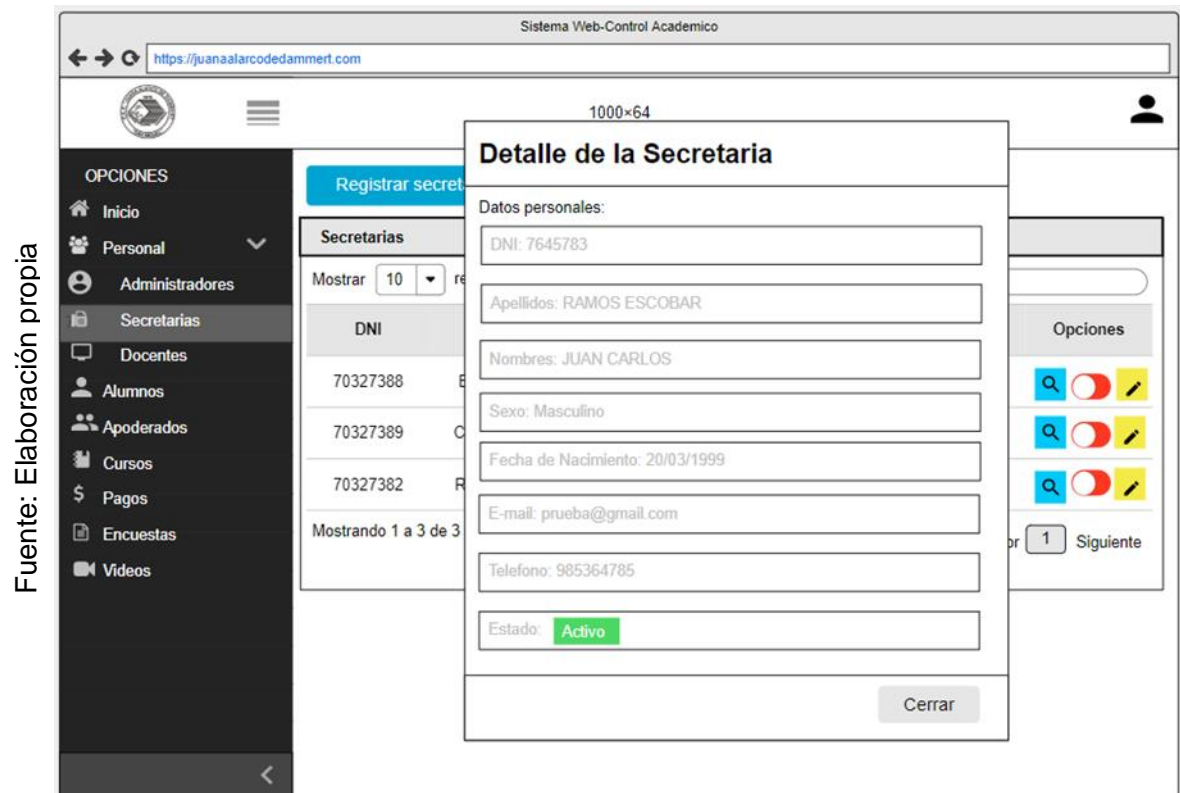 Sistema Web-Control Academico
https://juanaalarcodedammert.com
1000×64
OPCIONES
Inicio
Personal
Administradores
Secretarias
Docentes
Alumnos
Apoderados
Cursos
$ Pagos
Encuestas
Videos
Registrar secret
Secretarias
Mostrar 10 re
DNI
Opciones
70327388 E
70327389 C
70327382 R
Mostrando 1 a 3 de 3
or 1 Siguiente
Detalle de la Secretaria
Datos personales:
DNI: 7645783
Apellidos: RAMOS ESCOBAR
Nombres: JUAN CARLOS
Sexo: Masculino
Fecha de Nacimiento: 20/03/1999
E-mail: prueba@gmail.com
Telefono: 985364785
Estado: Activo
Cerrar
Fuente: Elaboración propia